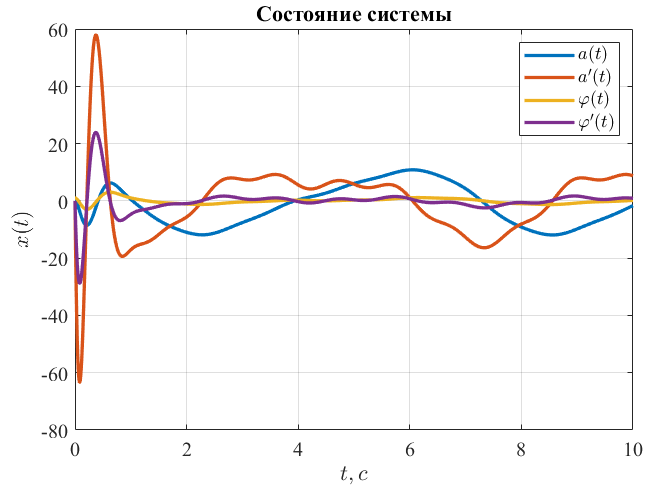 Состояние системы
60
40
20
0
-20
-40
-60
-80
x(t)
a(t)
a′(t)
φ(t)
φ′(t)
0 2 4 6 8 10
t, c